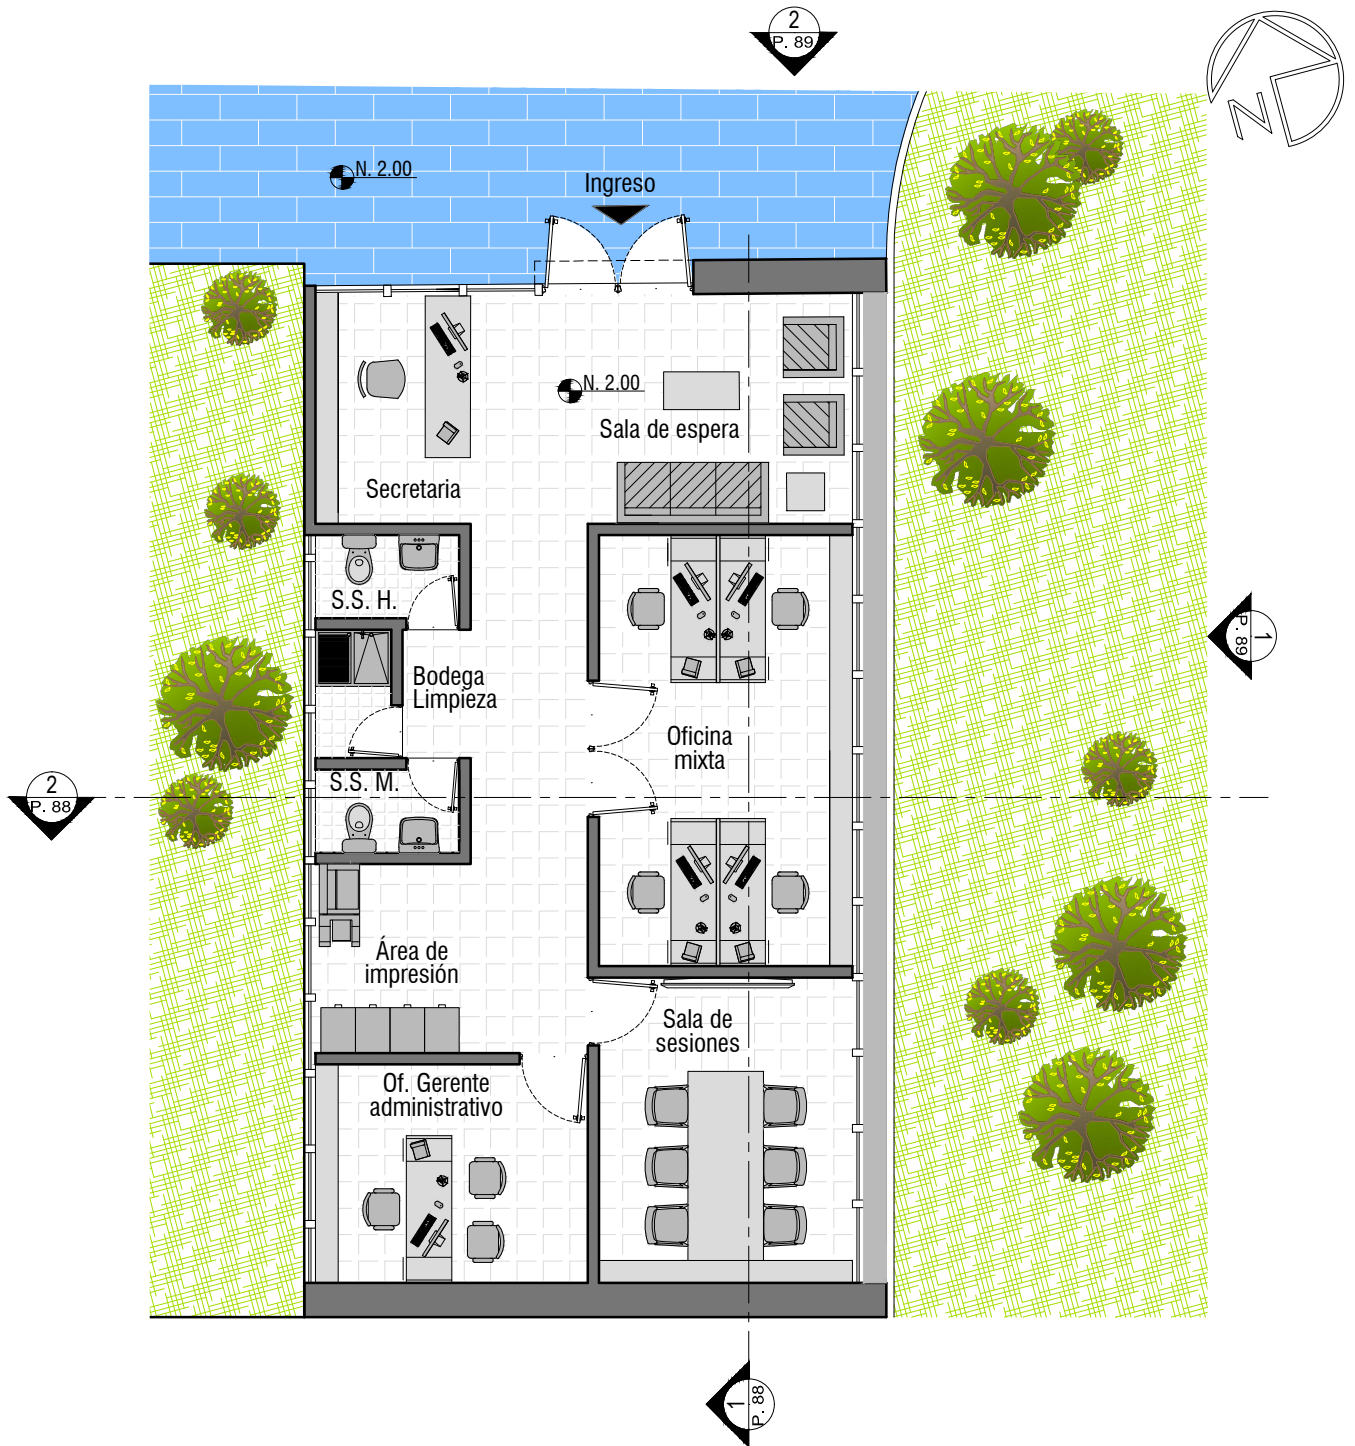 2
P. 89
N
N. 2.00
Ingreso
N. 2.00
Sala de espera
Secretaria
S.S. H.
1
P. 89
Bodega
Limpieza
Oficina
mixta
S.S. M.
2
P. 88
Área de
impresión
Sala de
sesiones
Of. Gerente
administrativo
1
P. 88